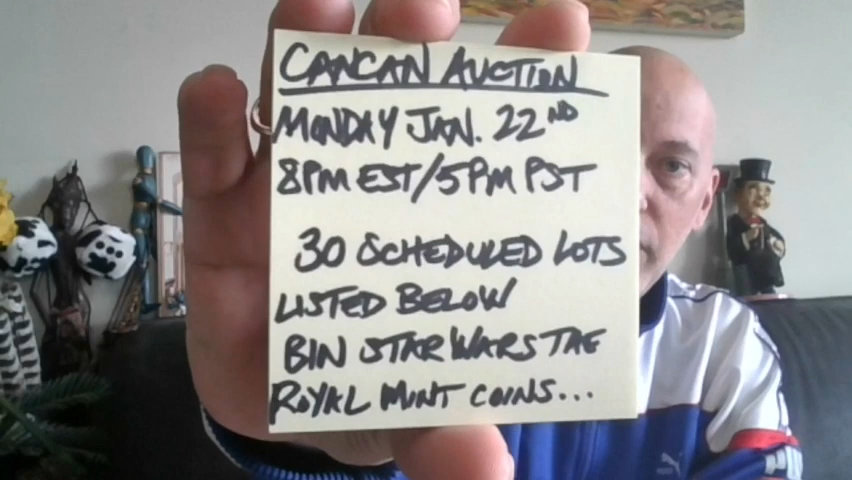 CANCAN AUCTION
MONDAY JAN. 22ND
8PM EST/5PM PST
30 SCHEDULED LOTS
LISTED BELOW
BIN STAR WARS THE
ROYAL MINT COINS...